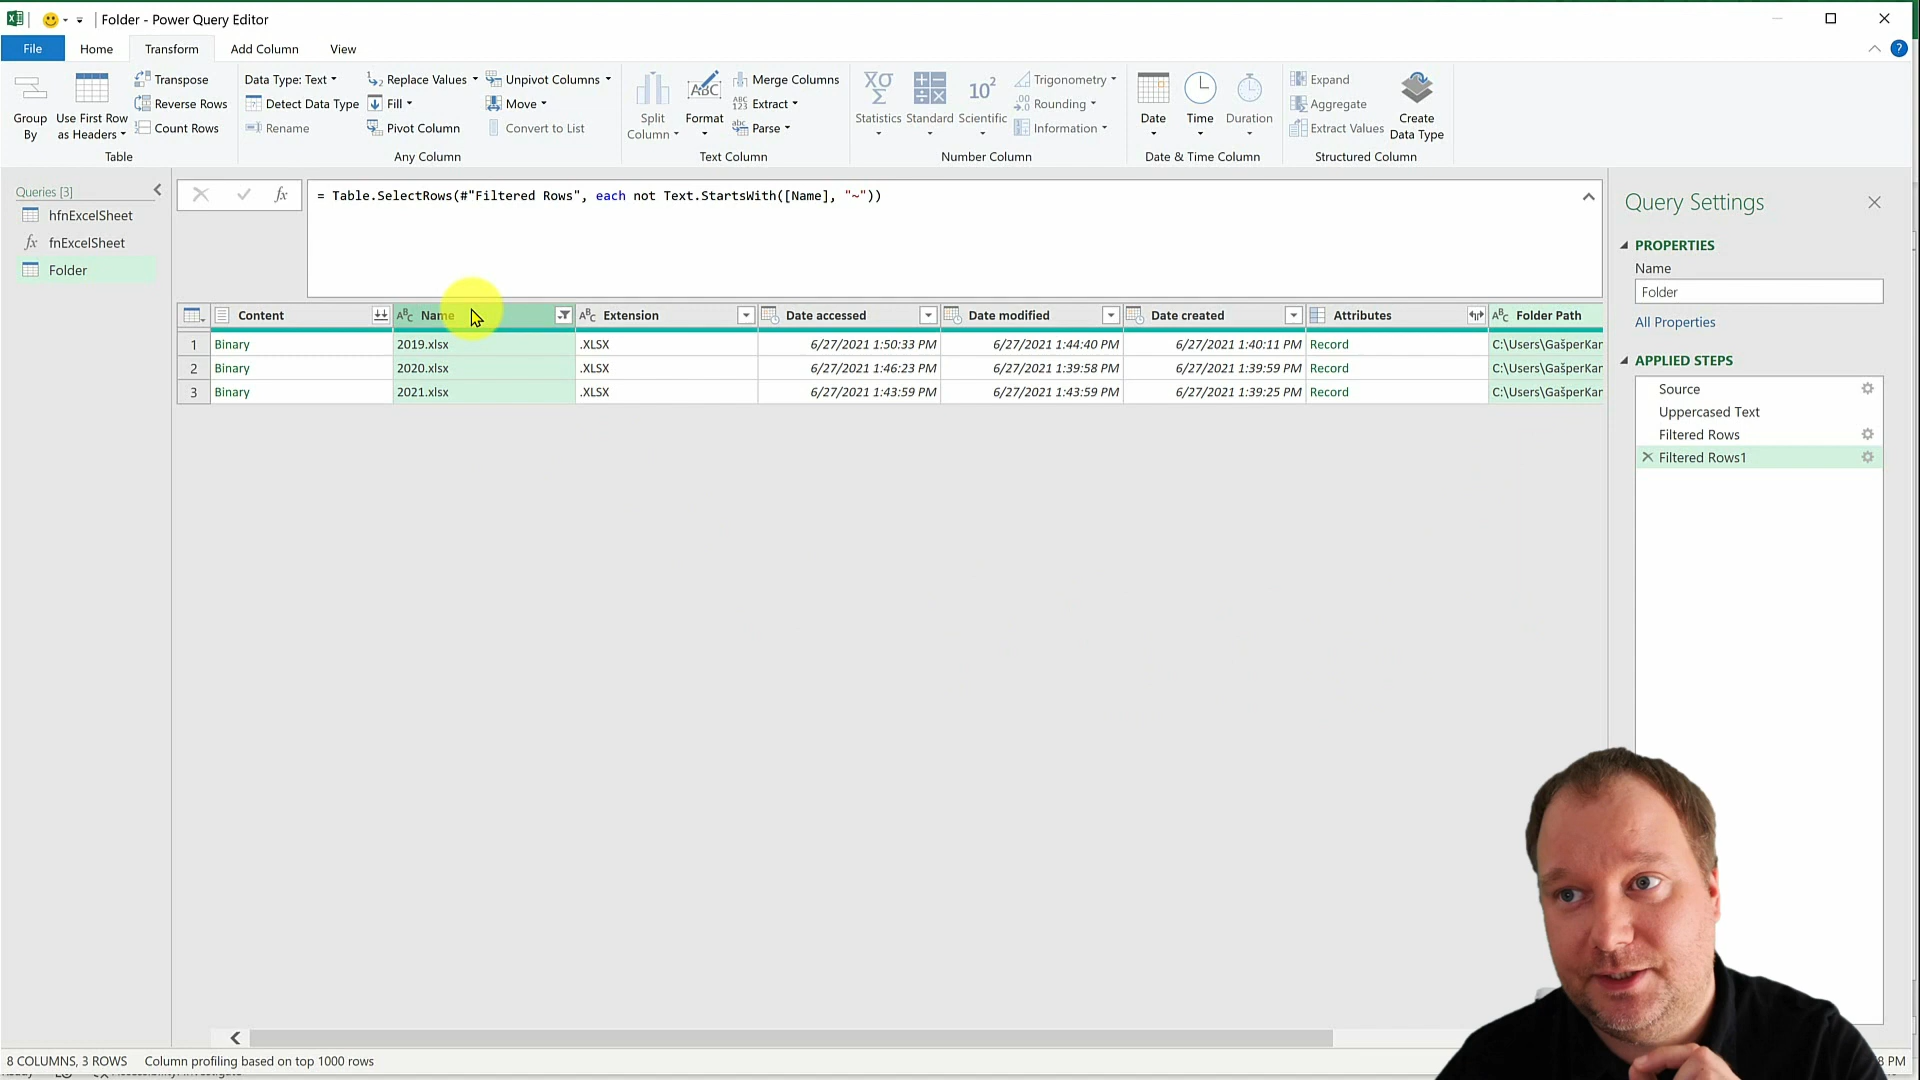 Folder - Power Query Editor
File Home Transform Add Column View
Group By
Use First Row as Headers
Transpose
Reverse Rows
Count Rows
Table
Data Type: Text
Detect Data Type
Rename
Replace Values
Fill
Pivot Column
Unpivot Columns
Move
Convert to List
Any Column
Split Column
Format
Merge Columns
Extract
Parse
Text Column
Statistics
Standard
Scientific
Trigonometry
Rounding
Information
Number Column
Date
Time
Duration
Date & Time Column
Expand
Aggregate
Extract Values
Create Data Type
Structured Column
Queries [3]
hfnExcelSheet
fnExcelSheet
Folder
= Table.SelectRows(#"Filtered Rows", each not Text.StartsWith([Name], "~"))
Content Name Extension Date accessed Date modified Date created Attributes Folder Path
1 Binary 2019.xlsx .XLSX 6/27/2021 1:50:33 PM 6/27/2021 1:44:40 PM 6/27/2021 1:40:11 PM Record C:\Users\GašperKar
2 Binary 2020.xlsx .XLSX 6/27/2021 1:46:23 PM 6/27/2021 1:39:58 PM 6/27/2021 1:39:59 PM Record C:\Users\GašperKar
3 Binary 2021.xlsx .XLSX 6/27/2021 1:43:59 PM 6/27/2021 1:43:59 PM 6/27/2021 1:39:25 PM Record C:\Users\GašperKar
Query Settings
PROPERTIES
Name
Folder
All Properties
APPLIED STEPS
Source
Uppercased Text
Filtered Rows
Filtered Rows1
8 COLUMNS, 3 ROWS Column profiling based on top 1000 rows
8 PM